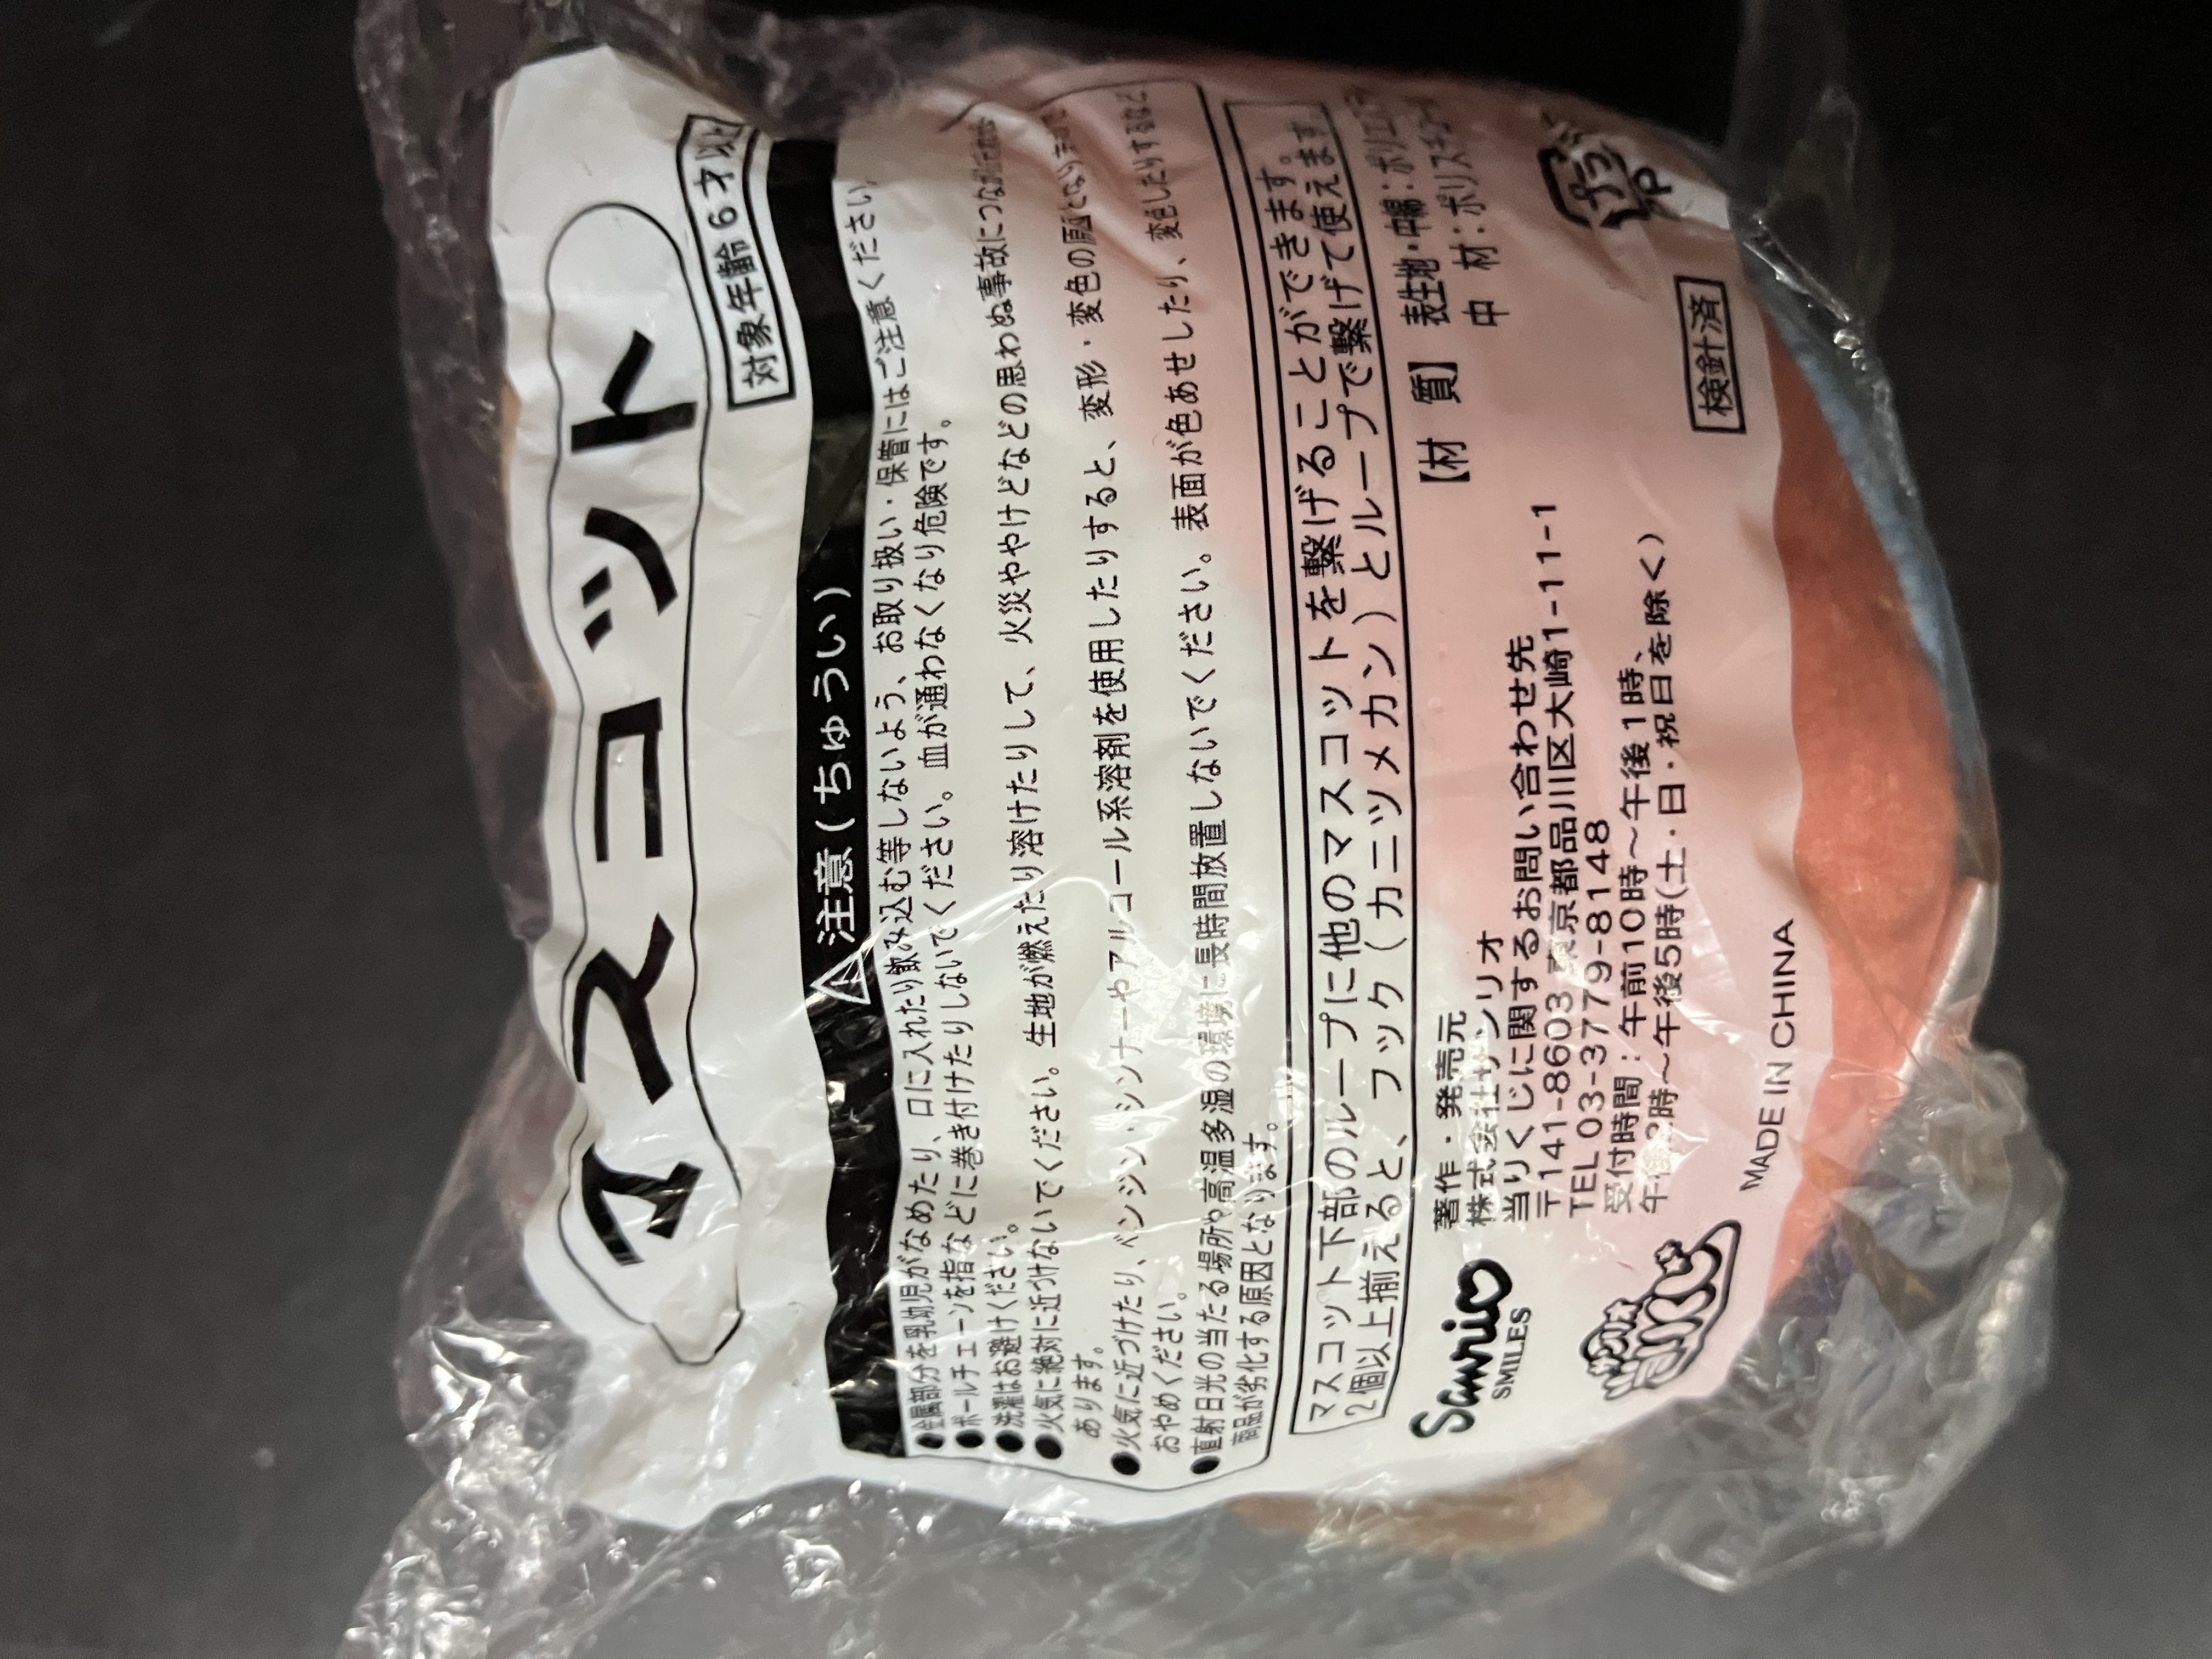 マスコット
対象年齢6才以上
⚠注意(ちゅうい)
●金属部分を乳幼児がなめたり、口に入れたり飲み込む等しないよう、お取り扱い・保管にはご注意ください。
●ボールチェーンを指などに巻き付けたりしないでください。血が通わなくなり危険です。
●洗濯はお避けください。
●火気に絶対に近づけないでください。生地が燃えたり溶けたりして、火災ややけどなどの思わぬ事故につながる
あります。
●火気に近づけたり、ベンジン・シンナーやアルコール系溶剤を使用したりすると、変形・変色の原因となり
おやめください。
●直射日光の当たる場所や高温多湿の環境に長時間放置しないでください。表面が色あせしたり、変色したりするなど
商品が劣化する原因となります。
マスコット下部のループに他のマスコットを繋げることができます。
2個以上揃えると、フック(カニツメカン)とループで繋げて使えます。
【材 質】 表生地・中綿:ポリエステル
中 材:ポリスチロール
Sanrio
SMILES
著作・発売元
株式会社サンリオ
当りくじに関するお問い合わせ先
〒141-8603 東京都品川区大崎1-11-1
TEL 03-3779-8148
受付時間:午前10時〜午後1時、
午後2時〜午後5時(土・日・祝日を除く)
サンリオ
当りくじ
MADE IN CHINA
検針済
プラ